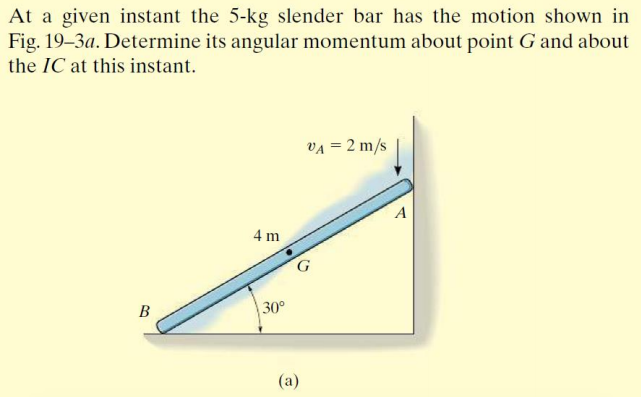 At a given instant the 5-kg slender bar has the motion shown in
Fig. 19–3a. Determine its angular momentum about point G and about
the IC at this instant.
vA = 2 m/s
A
4 m
G
B
30°
(a)